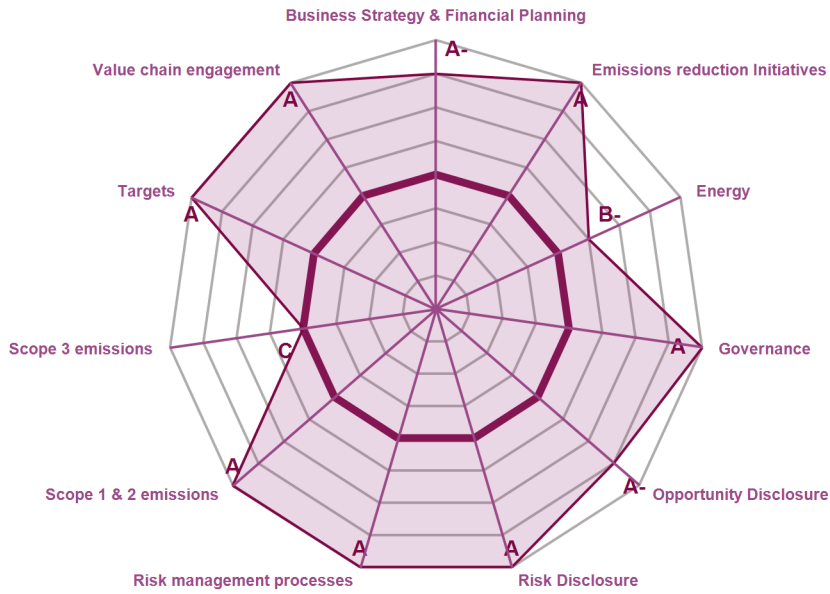 Business Strategy & Financial Planning
A-
Value chain engagement
Emissions reduction Initiatives
A
A
Targets
Energy
A
B-
Scope 3 emissions
C
A
Governance
A
Scope 1 & 2 emissions
A-
Opportunity Disclosure
A
A
Risk management processes
Risk Disclosure